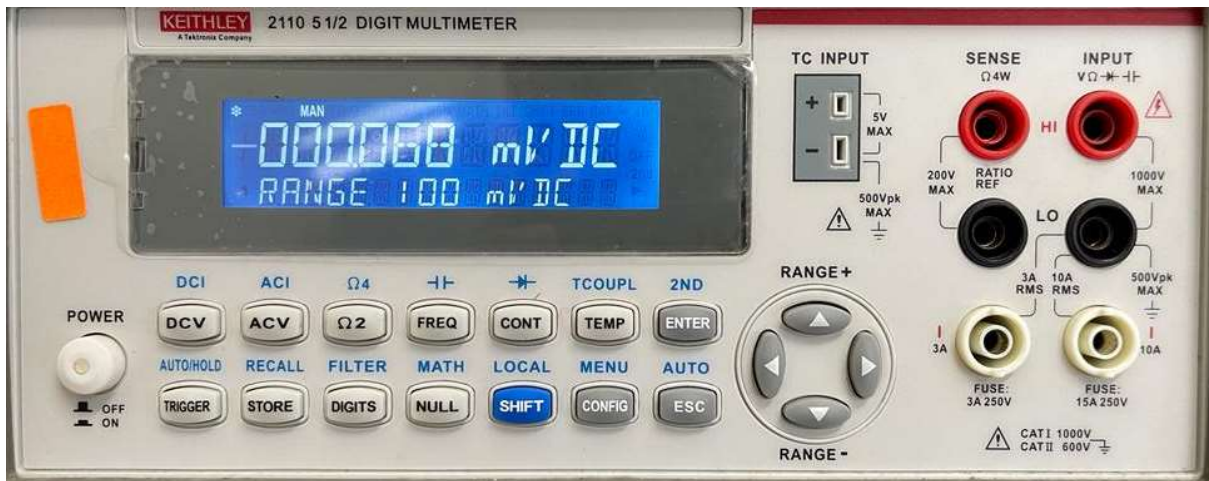 KEITHLEY 2110 5 1/2 DIGIT MULTIMETER
A Tektronix Company
MAN
-000.068 mV DC
RANGE 100 mV DC
TC INPUT
+
5V
MAX
-
500Vpk
MAX
SENSE
Ω4W
INPUT
VΩ
HI
200V
MAX
RATIO
REF
1000V
MAX
LO
3A
RMS
10A
RMS
500Vpk
MAX
I
3A
I
10A
FUSE:
3A 250V
FUSE:
15A 250V
CAT I 1000V
CAT II 600V
POWER
OFF
ON
DCI ACI Ω4 TCOUPL 2ND
DCV ACV Ω2 FREQ CONT TEMP ENTER
AUTO/HOLD RECALL FILTER MATH LOCAL MENU AUTO
TRIGGER STORE DIGITS NULL SHIFT CONFIG ESC
RANGE+
RANGE-